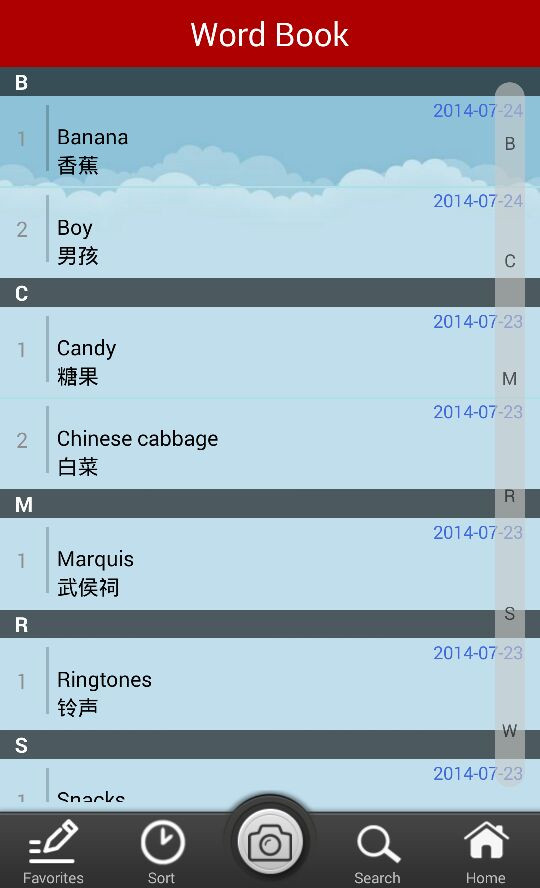 Word Book
B
2014-07-24
1
Banana
香蕉
2014-07-24
2
Boy
男孩
C
2014-07-23
1
Candy
糖果
2014-07-23
2
Chinese cabbage
白菜
M
2014-07-23
1
Marquis
武侯祠
R
2014-07-23
1
Ringtones
铃声
S
2014-07-23
1
Snacks
B
C
M
R
S
W
Favorites
Sort
Search
Home